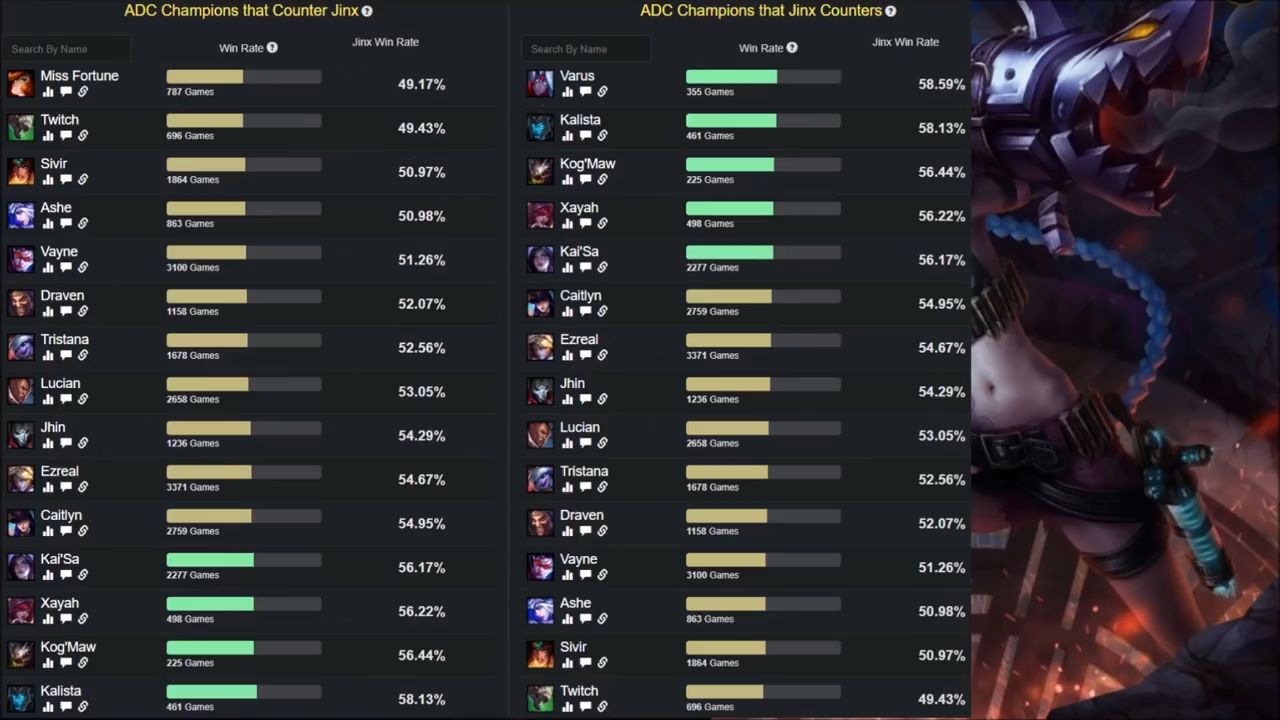 ADC Champions that Counter Jinx ?
Search By Name Win Rate ? Jinx Win Rate
Miss Fortune
787 Games 49.17%
Twitch
696 Games 49.43%
Sivir
1864 Games 50.97%
Ashe
863 Games 50.98%
Vayne
3100 Games 51.26%
Draven
1158 Games 52.07%
Tristana
1678 Games 52.56%
Lucian
2658 Games 53.05%
Jhin
1236 Games 54.29%
Ezreal
3371 Games 54.67%
Caitlyn
2759 Games 54.95%
Kai'Sa
2277 Games 56.17%
Xayah
498 Games 56.22%
Kog'Maw
225 Games 56.44%
Kalista
461 Games 58.13%
ADC Champions that Jinx Counters ?
Search By Name Win Rate ? Jinx Win Rate
Varus
355 Games 58.59%
Kalista
461 Games 58.13%
Kog'Maw
225 Games 56.44%
Xayah
498 Games 56.22%
Kai'Sa
2277 Games 56.17%
Caitlyn
2759 Games 54.95%
Ezreal
3371 Games 54.67%
Jhin
1236 Games 54.29%
Lucian
2658 Games 53.05%
Tristana
1678 Games 52.56%
Draven
1158 Games 52.07%
Vayne
3100 Games 51.26%
Ashe
863 Games 50.98%
Sivir
1864 Games 50.97%
Twitch
696 Games 49.43%